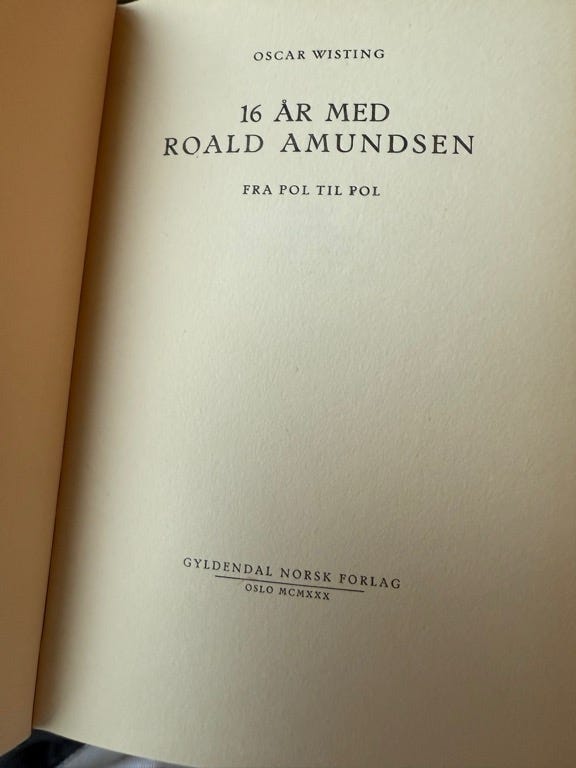 OSCAR WISTING
16 ÅR MED
ROALD AMUNDSEN
FRA POL TIL POL
GYLDENDAL NORSK FORLAG
OSLO MCMXXX